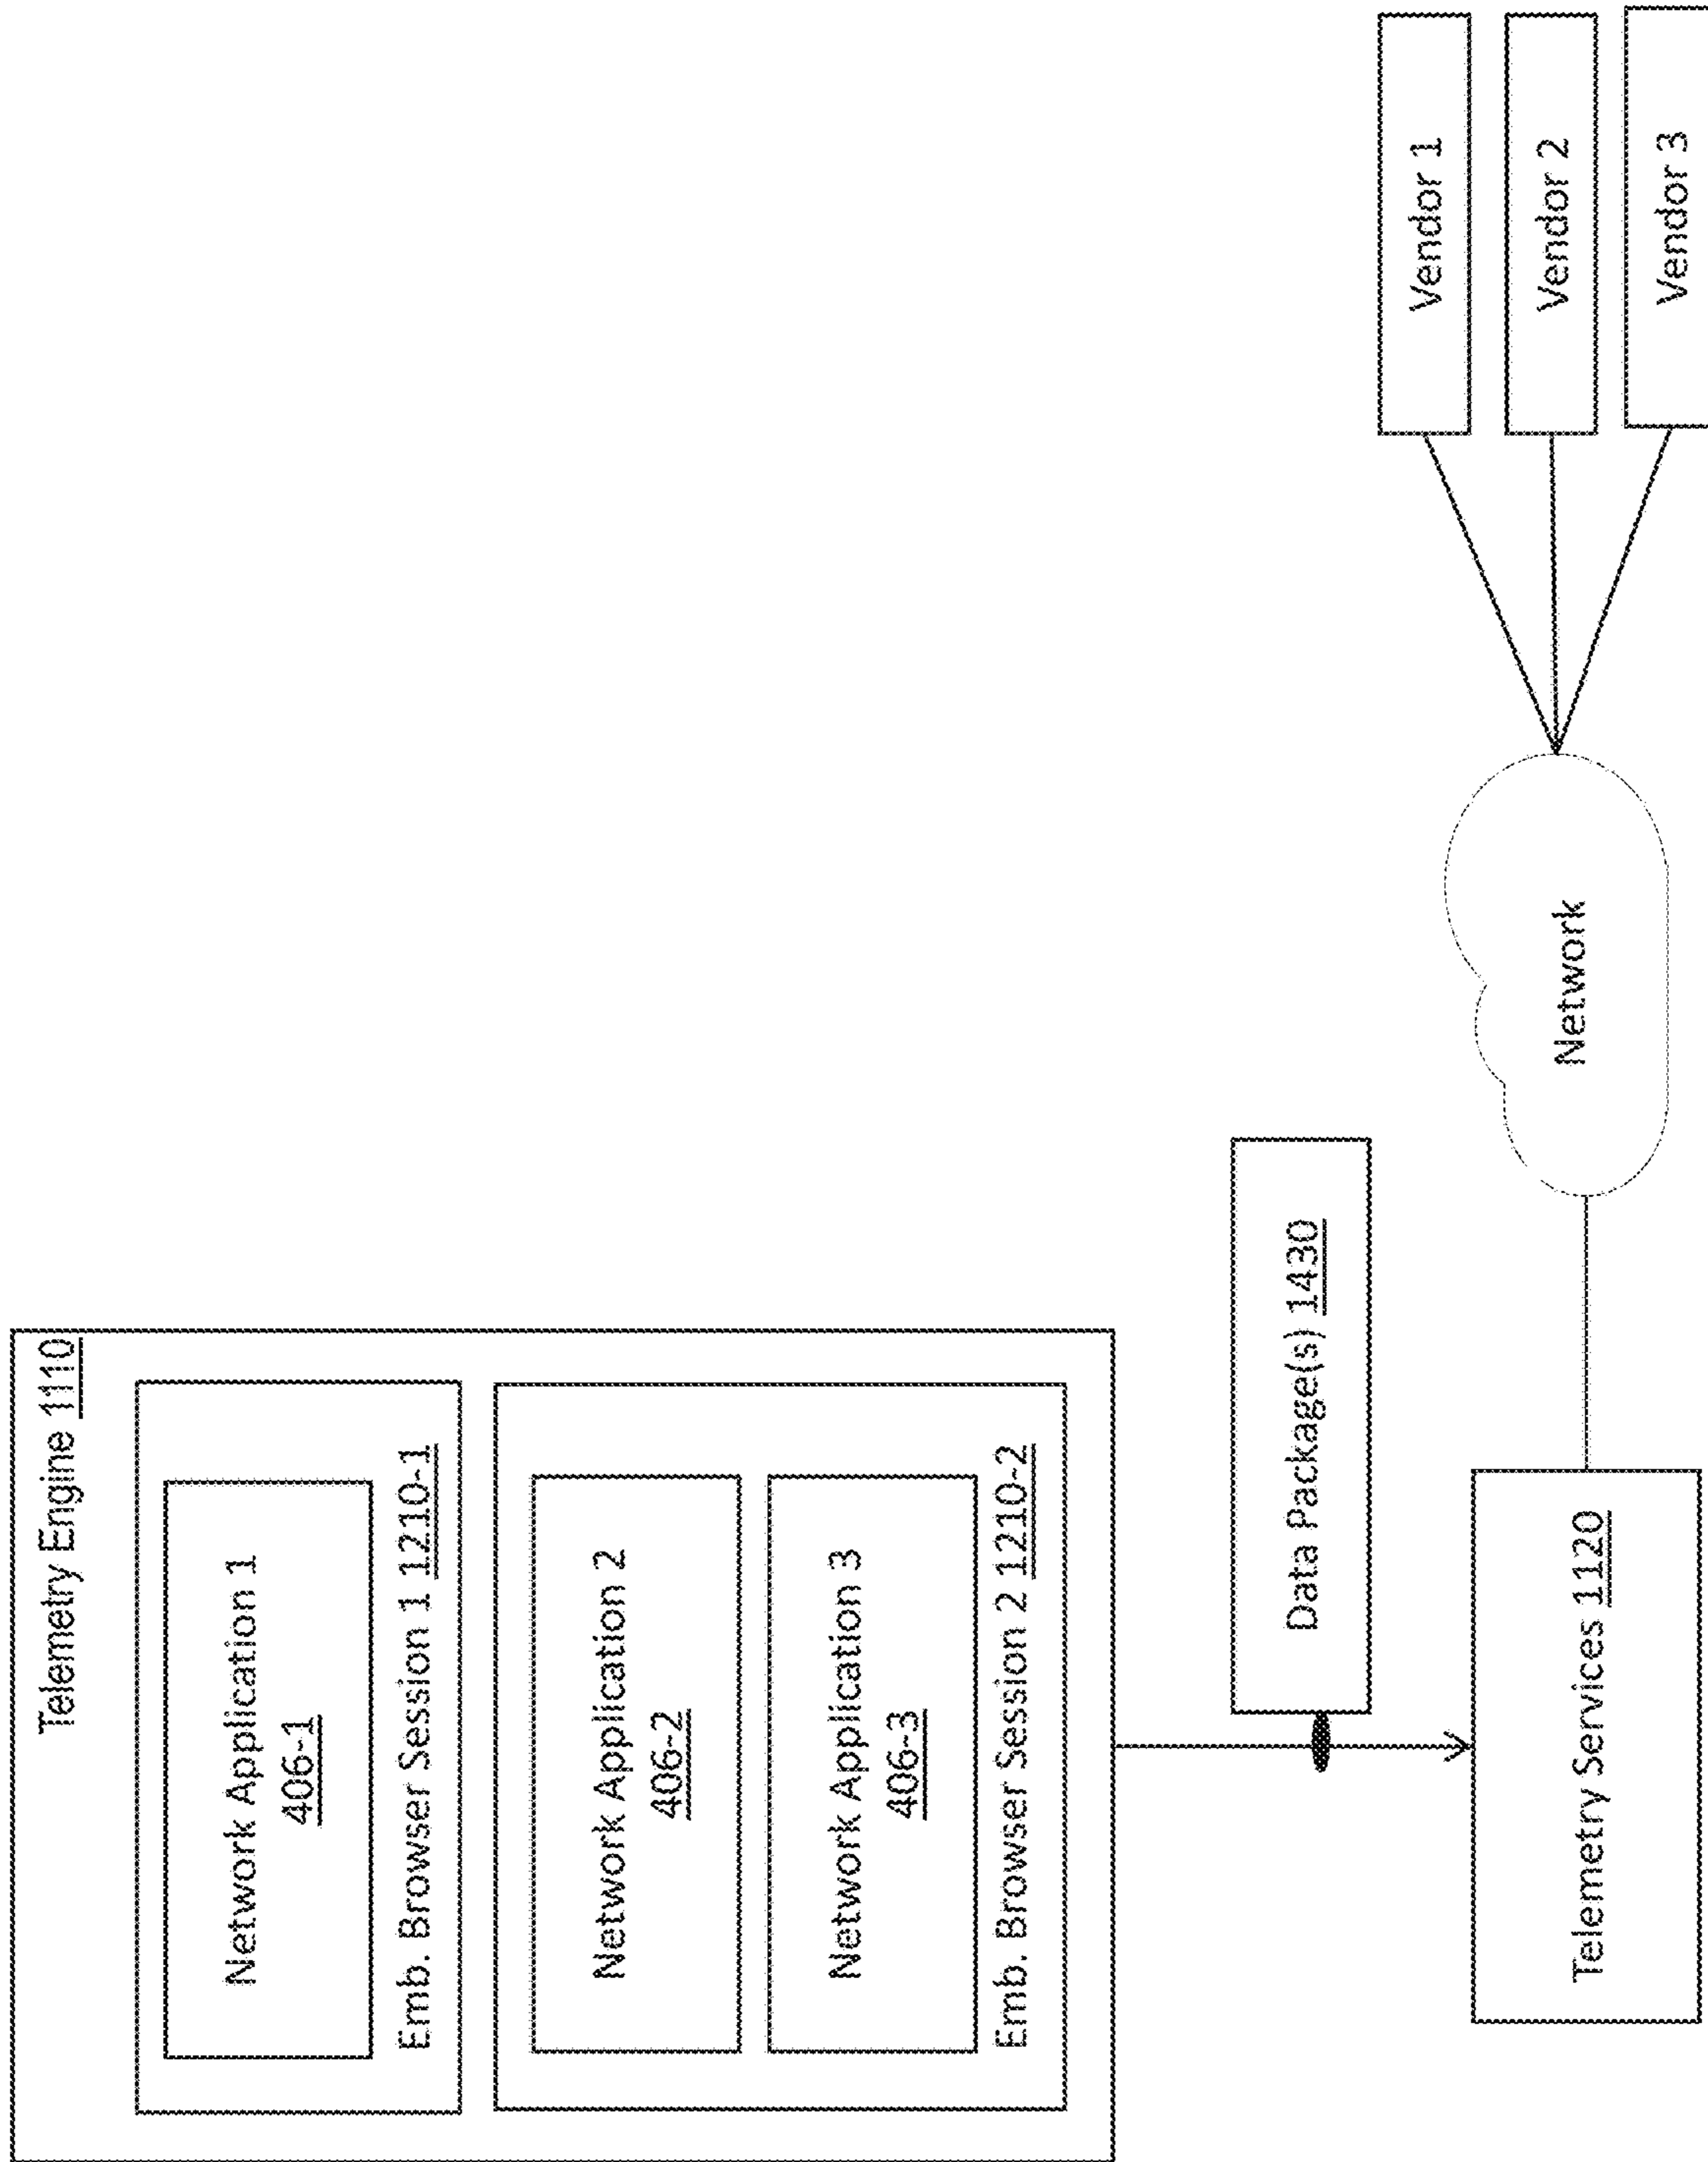 Telemetry Engine 1110
Network Application 1
406-1
Emb. Browser Session 1 1210-1
Network Application 2
406-2
Network Application 3
406-3
Emb. Browser Session 2 1210-2
Data Package(s) 1430
Telemetry Services 1120
Network
Vendor 1
Vendor 2
Vendor 3